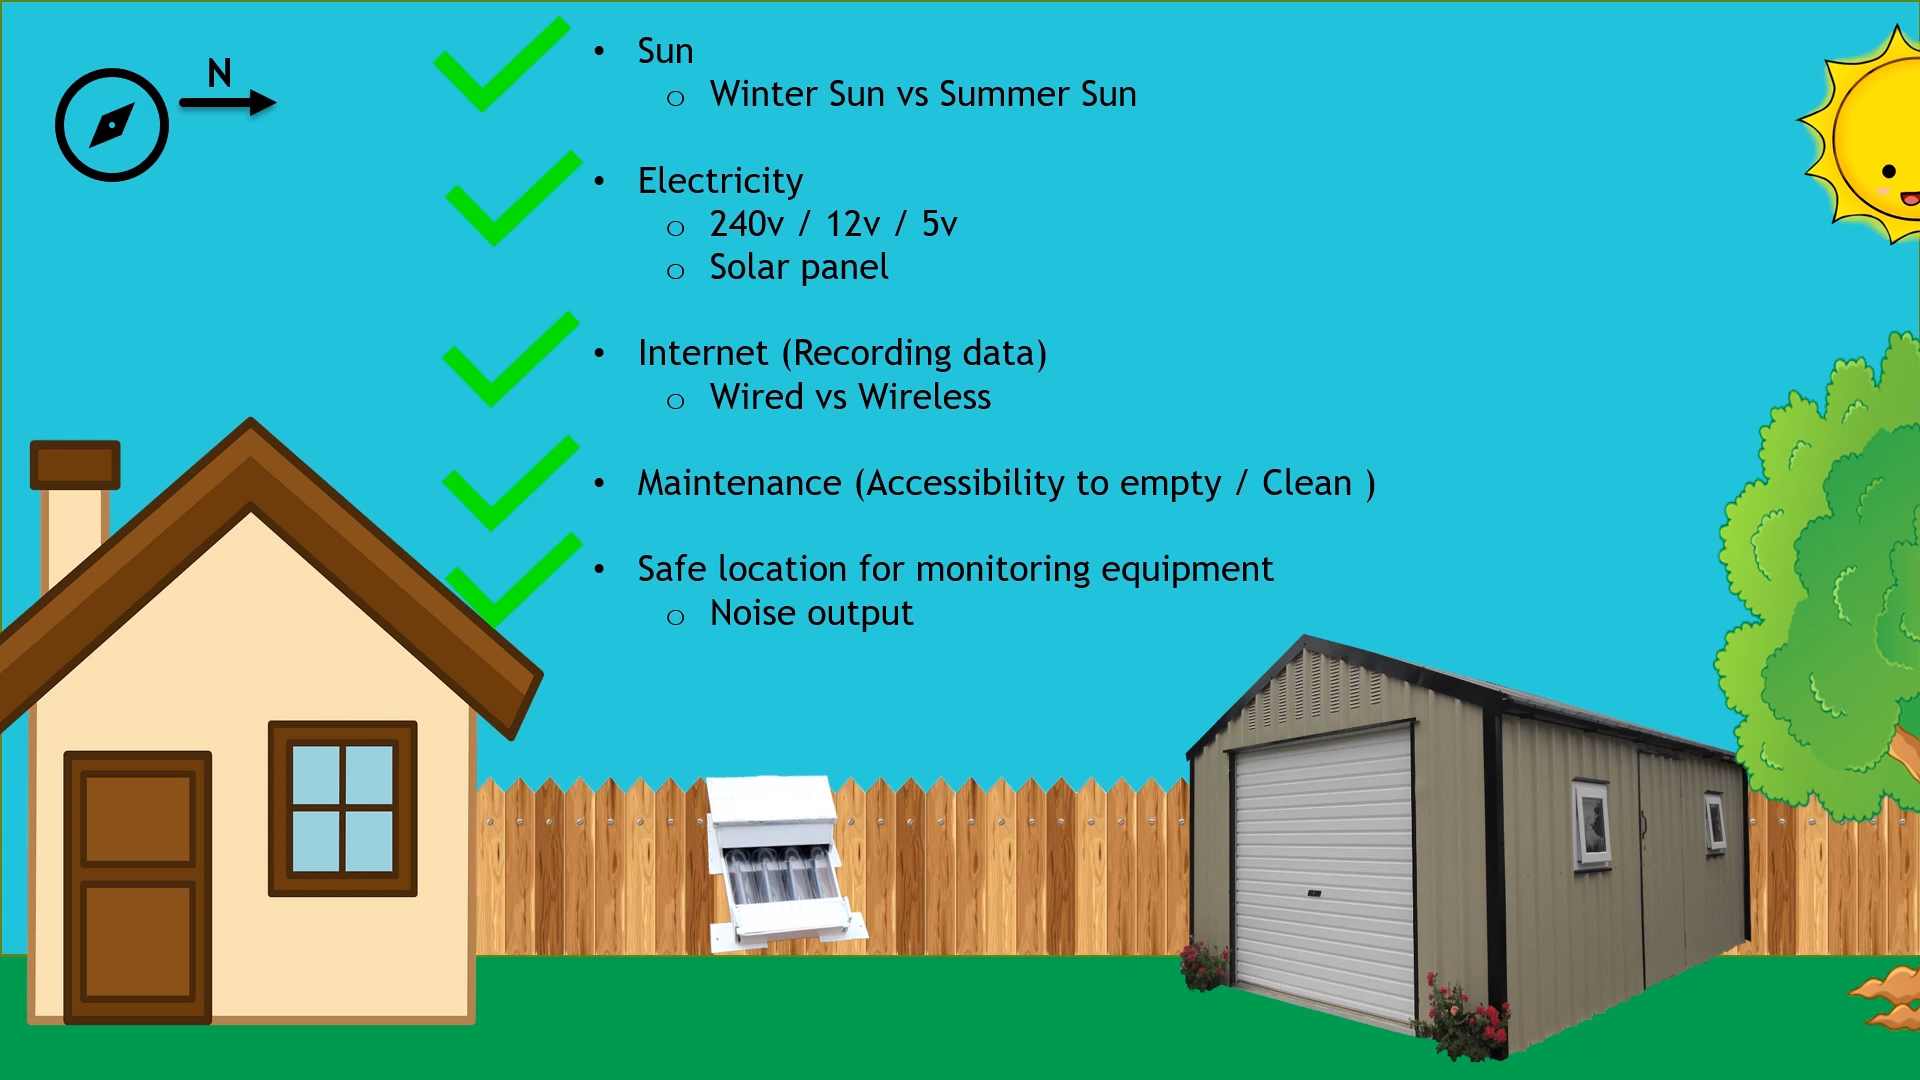 N
• Sun
o Winter Sun vs Summer Sun
• Electricity
o 240v / 12v / 5v
o Solar panel
• Internet (Recording data)
o Wired vs Wireless
• Maintenance (Accessibility to empty / Clean )
• Safe location for monitoring equipment
o Noise output